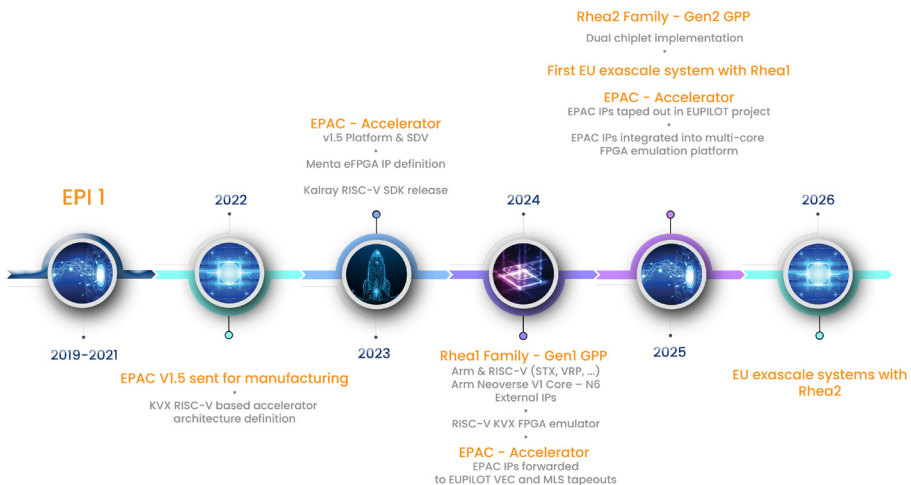 Rhea2 Family - Gen2 GPP
Dual chiplet implementation
First EU exascale system with Rhea1
EPAC - Accelerator
EPAC IPs taped out in EUPILOT project
EPAC IPs integrated into multi-core
FPGA emulation platform
EPAC - Accelerator
v1.5 Platform & SDV
Menta eFPGA IP definition
Kalray RISC-V SDK release
EPI 1
2022
2024
2026
2019-2021
2023
2025
EPAC V1.5 sent for manufacturing
KVX RISC-V based accelerator
architecture definition
Rhea1 Family - Gen1 GPP
Arm & RISC-V (STX, VRP, ...)
Arm Neoverse V1 Core – N6
External IPs
RISC-V KVX FPGA emulator
EPAC - Accelerator
EPAC IPs forwarded
to EUPILOT VEC and MLS tapeouts
EU exascale systems with
Rhea2